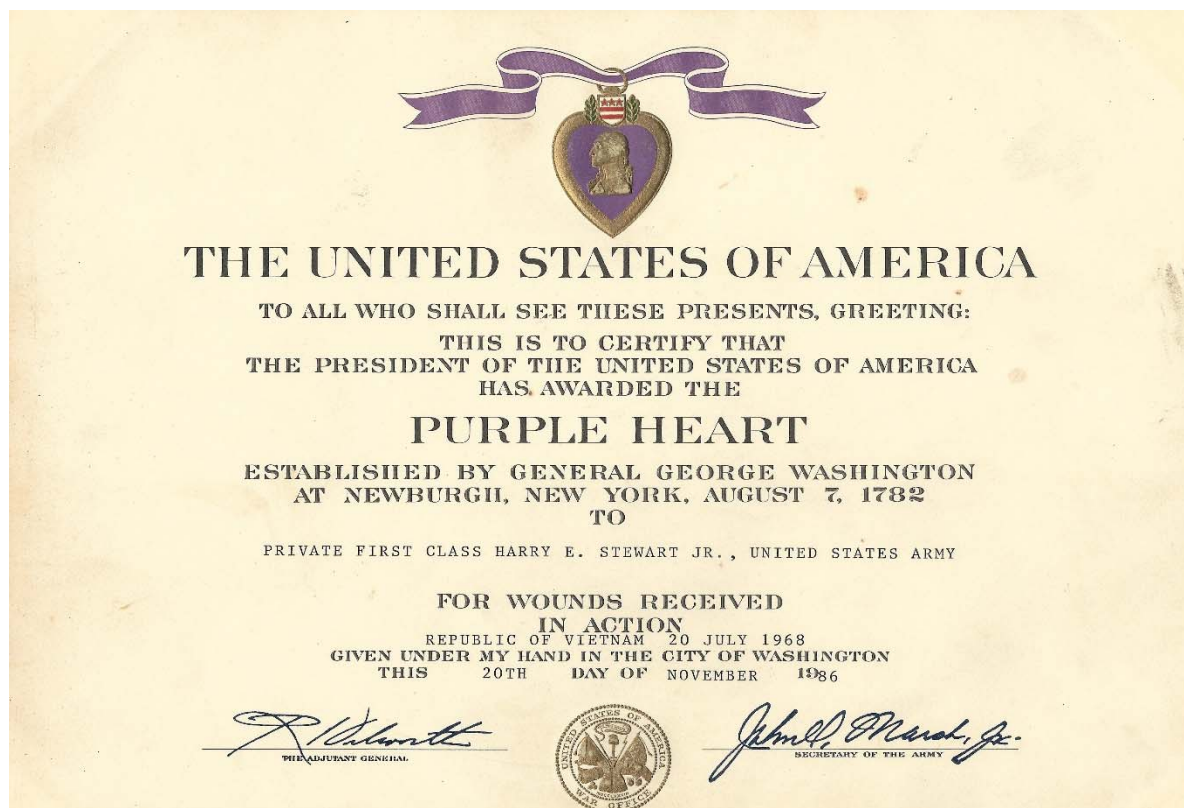 THE UNITED STATES OF AMERICA
TO ALL WHO SHALL SEE THESE PRESENTS, GREETING:
THIS IS TO CERTIFY THAT
THE PRESIDENT OF THE UNITED STATES OF AMERICA
HAS AWARDED THE
PURPLE HEART
ESTABLISHED BY GENERAL GEORGE WASHINGTON
AT NEWBURGH, NEW YORK, AUGUST 7, 1782
TO
PRIVATE FIRST CLASS HARRY E. STEWART JR., UNITED STATES ARMY
FOR WOUNDS RECEIVED
IN ACTION
REPUBLIC OF VIETNAM 20 JULY 1968
GIVEN UNDER MY HAND IN THE CITY OF WASHINGTON
THIS 20TH DAY OF NOVEMBER 1986
John O. Marsh, Jr.
THE ADJUTANT GENERAL
SECRETARY OF THE ARMY
UNITED STATES OF AMERICA
WAR OFFICE